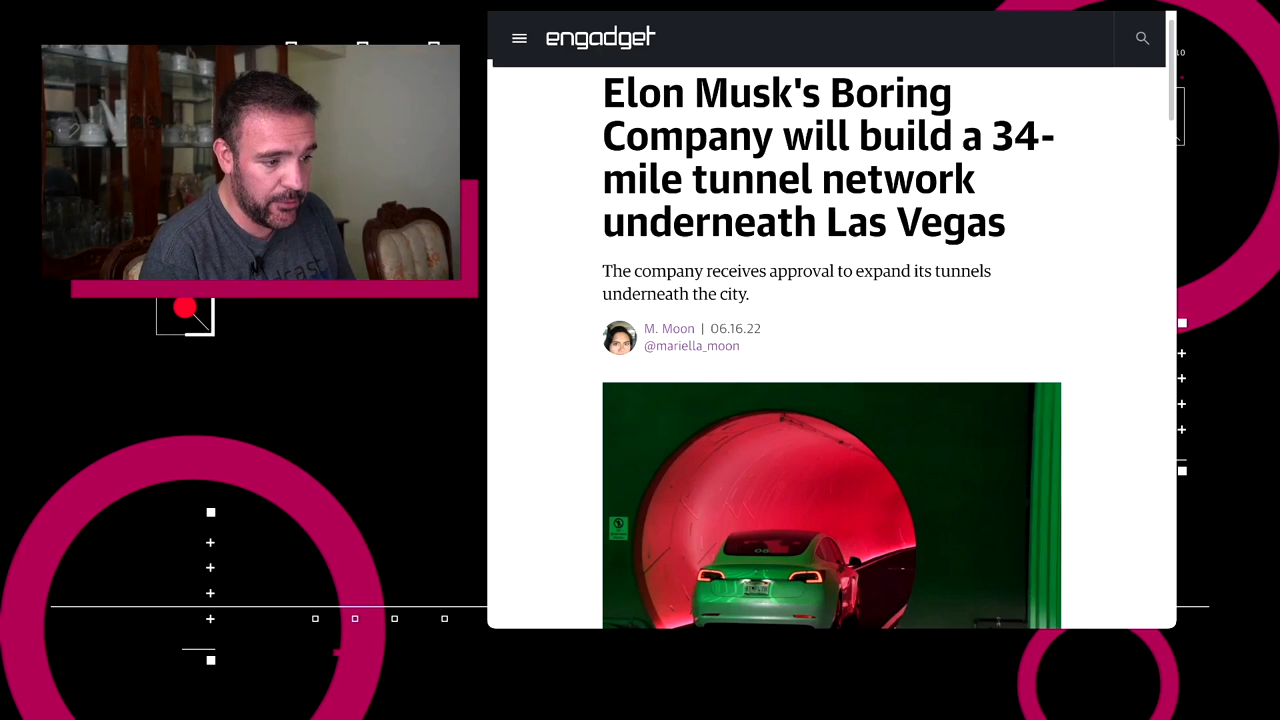 engadget
Elon Musk's Boring
Company will build a 34-
mile tunnel network
underneath Las Vegas
The company receives approval to expand its tunnels
underneath the city.
M. Moon | 06.16.22
@mariella_moon
10